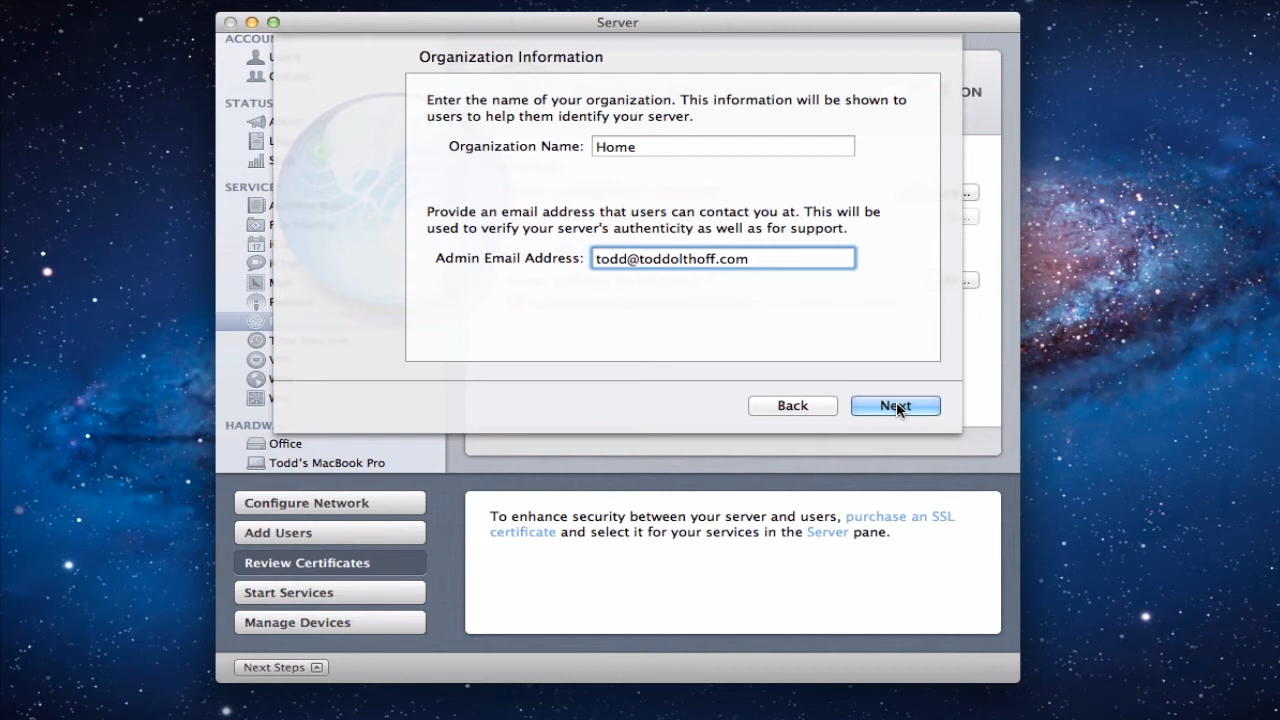 Server
ACCOU
STATUS
SERVICE
HARDW
Office
Todd's MacBook Pro
Organization Information
Enter the name of your organization. This information will be shown to
users to help them identify your server.
Organization Name: Home
Provide an email address that users can contact you at. This will be
used to verify your server's authenticity as well as for support.
Admin Email Address: todd@toddolthoff.com
Back
Next
ON
Configure Network
Add Users
Review Certificates
Start Services
Manage Devices
To enhance security between your server and users, purchase an SSL
certificate and select it for your services in the Server pane.
Next Steps